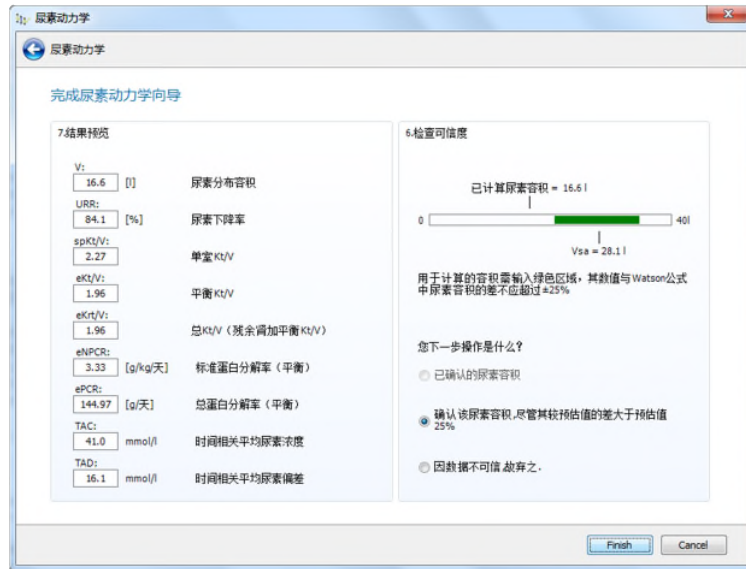 尿素动力学
尿素动力学
完成尿素动力学向导
7.结果预览
V:
16.6 [l] 尿素分布容积
URR:
84.1 [%] 尿素下降率
spKt/V:
2.27 单室Kt/V
eKt/V:
1.96 平衡Kt/V
eKrt/V:
1.96 总Kt/V（残余肾加平衡Kt/V）
eNPCR:
3.33 [g/kg/天] 标准蛋白分解率（平衡）
ePCR:
144.97 [g/天] 总蛋白分解率（平衡）
TAC:
41.0 mmol/l 时间相关平均尿素浓度
TAD:
16.1 mmol/l 时间相关平均尿素偏差
6.检查可信度
已计算尿素容积 = 16.6 l
0 40l
Vsa = 28.1 l
用于计算的容积需输入绿色区域，其数值与Watson公式
中尿素容积的差不应超过±25%
您下一步操作是什么?
已确认的尿素容积
确认该尿素容积,尽管其较预估值的差大于预估值
25%
因数据不可信,故弃之.
Finish Cancel